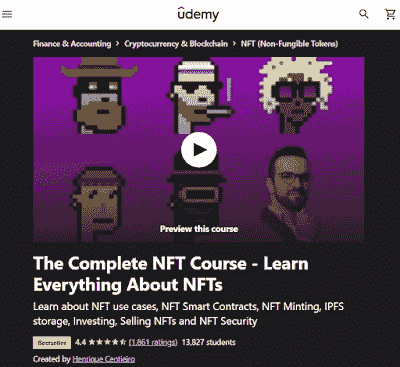 ûdemy
Finance & Accounting > Cryptocurrency & Blockchain > NFT (Non-Fungible Tokens)
Preview this course
The Complete NFT Course - Learn
Everything About NFTs
Learn about NFT use cases, NFT Smart Contracts, NFT Minting, IPFS
storage, Investing, Selling NFTs and NFT Security
Bestseller 4.4 (1,861 ratings) 13,827 students
Created by Henrique Centieiro